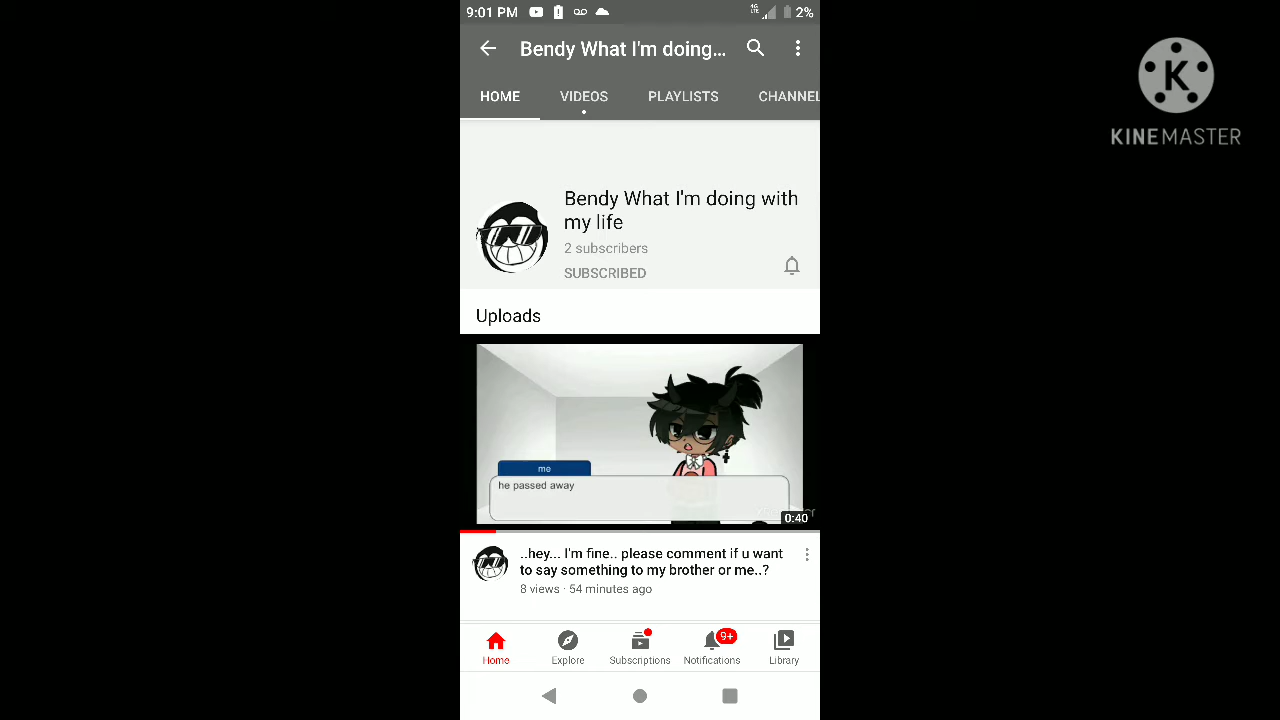 9:01 PM
4G
LTE
2%
Bendy What I'm doing...
K
KINEMASTER
HOME VIDEOS PLAYLISTS CHANNEL
Bendy What I'm doing with
my life
2 subscribers
SUBSCRIBED
Uploads
me
he passed away
0:40
..hey... I'm fine.. please comment if u want
to say something to my brother or me..?
8 views · 54 minutes ago
9+
Home Explore Subscriptions Notifications Library